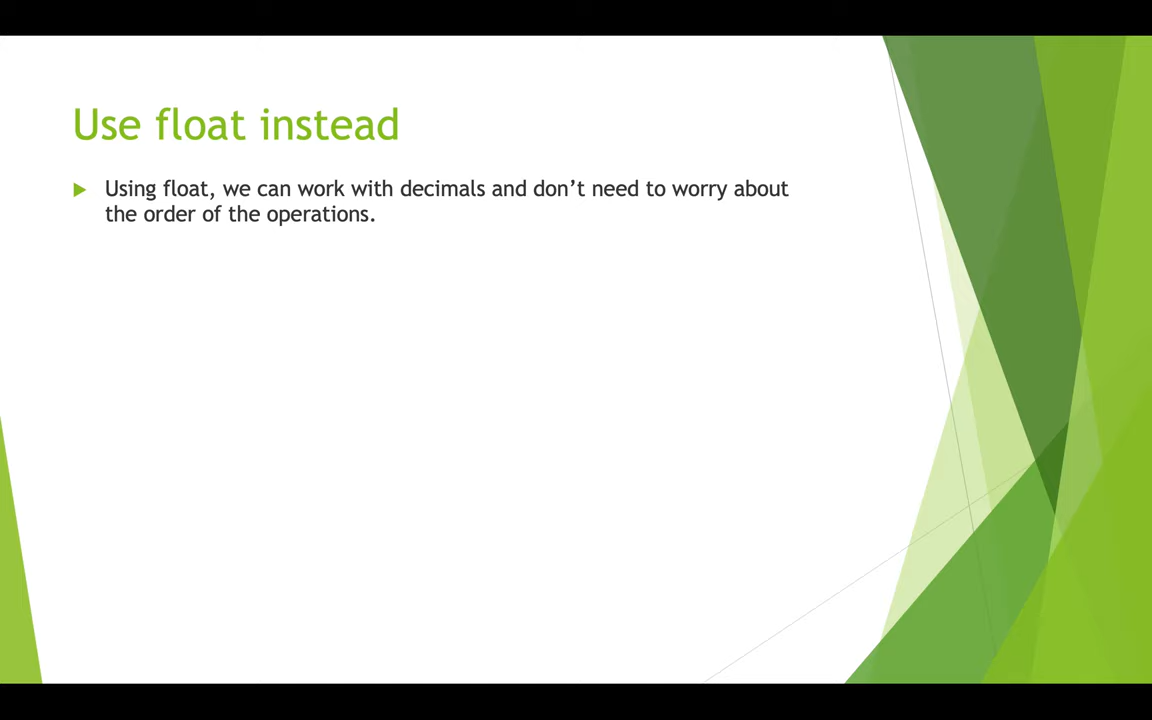 Use float instead
Using float, we can work with decimals and don’t need to worry about
the order of the operations.